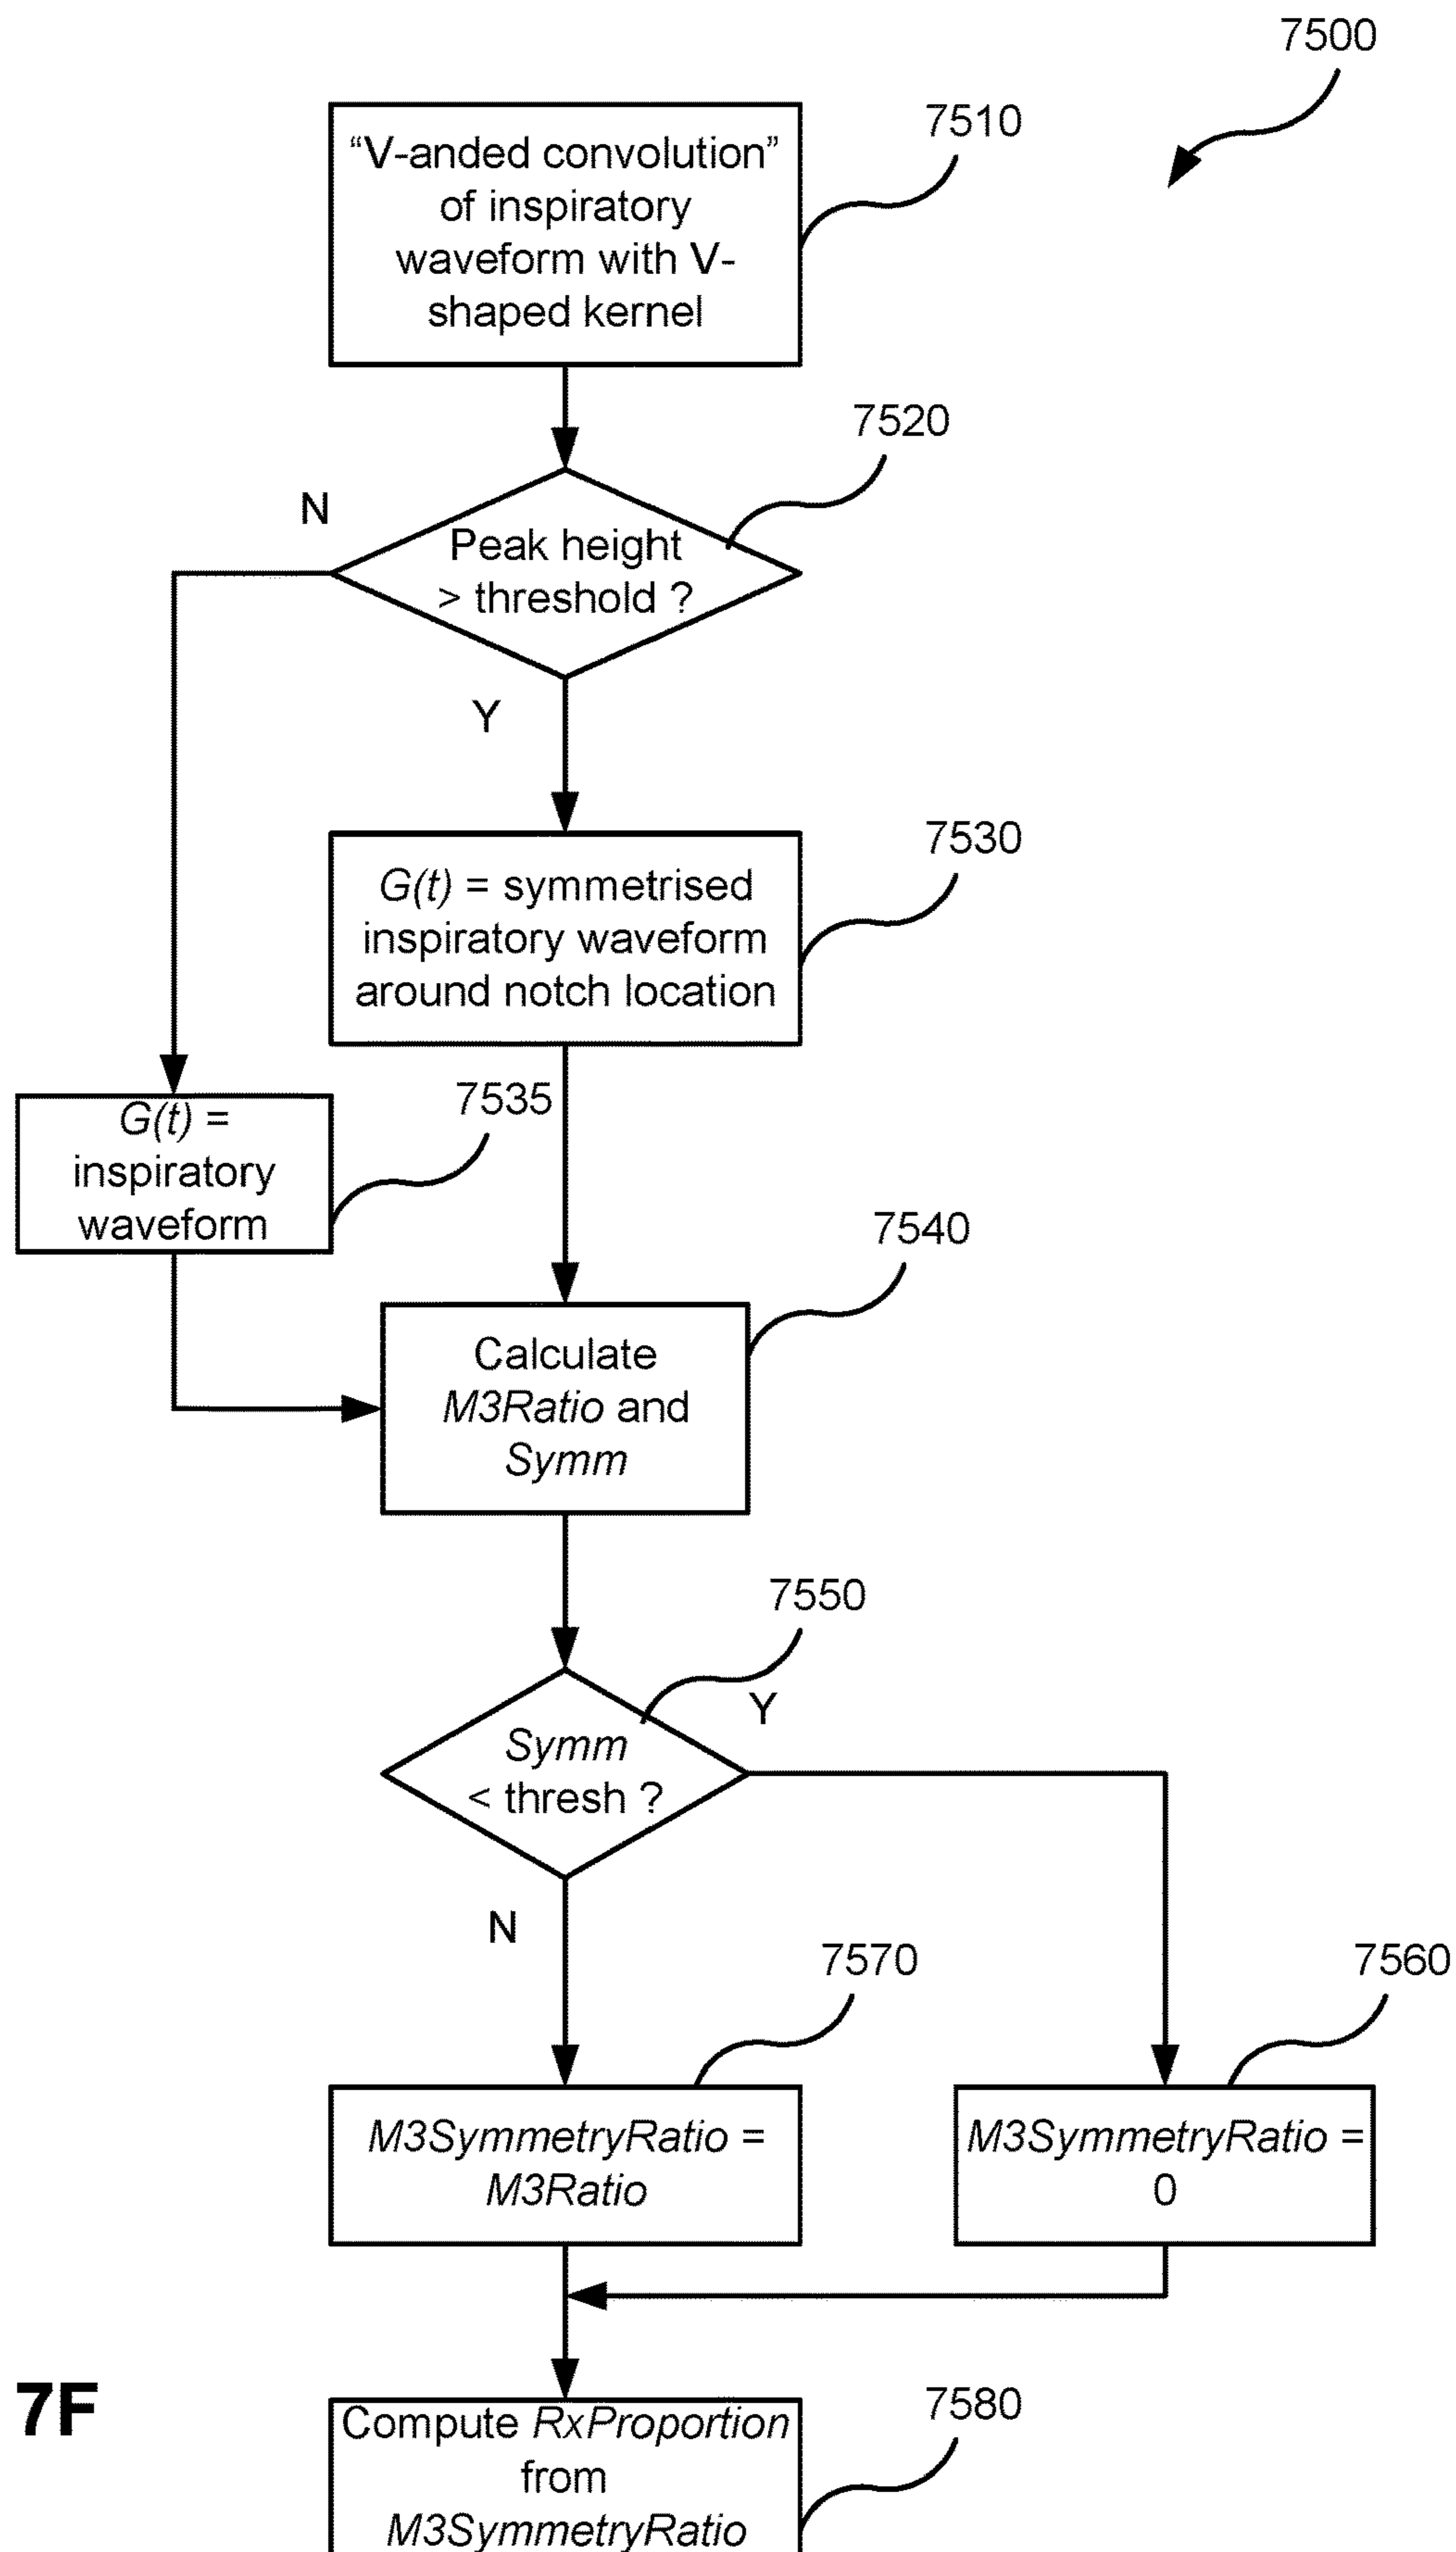 7500
7510
“V-anded convolution”
of inspiratory
waveform with V-
shaped kernel
7520
N
Peak height
> threshold ?
Y
7530
G(t) = symmetrised
inspiratory waveform
around notch location
7535
G(t) =
inspiratory
waveform
7540
Calculate
M3Ratio and
Symm
7550
Y
Symm
< thresh ?
N
7570
7560
M3SymmetryRatio =
M3Ratio
M3SymmetryRatio =
0
7F
7580
Compute RxProportion
from
M3SymmetryRatio